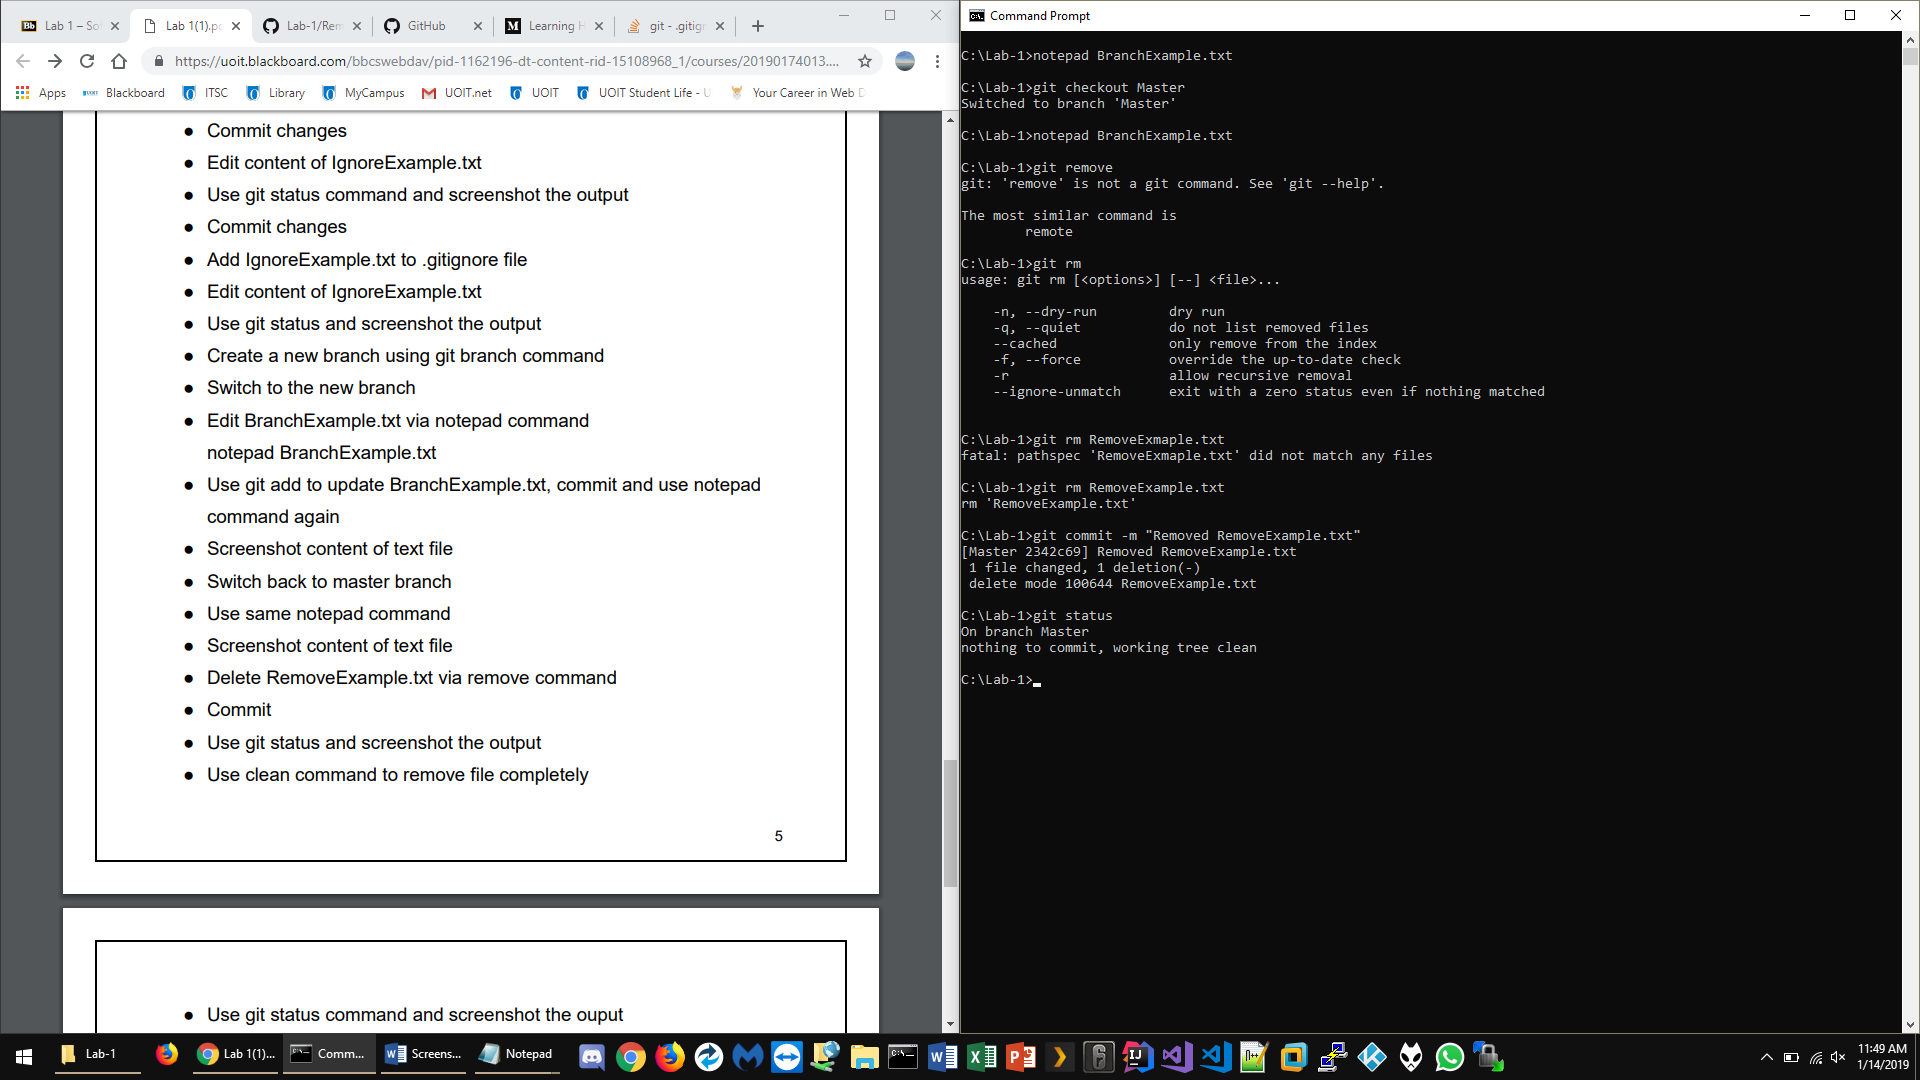 Lab 1 – So
Lab 1(1).pd
Lab-1/Rem
GitHub
Learning H
git - .gitign
https://uoit.blackboard.com/bbcswebdav/pid-1162196-dt-content-rid-15108968_1/courses/20190174013....
Apps
Blackboard
ITSC
Library
MyCampus
UOIT.net
UOIT
UOIT Student Life - U
Your Career in Web D
● Commit changes
● Edit content of IgnoreExample.txt
● Use git status command and screenshot the output
● Commit changes
● Add IgnoreExample.txt to .gitignore file
● Edit content of IgnoreExample.txt
● Use git status and screenshot the output
● Create a new branch using git branch command
● Switch to the new branch
● Edit BranchExample.txt via notepad command
notepad BranchExample.txt
● Use git add to update BranchExample.txt, commit and use notepad
command again
● Screenshot content of text file
● Switch back to master branch
● Use same notepad command
● Screenshot content of text file
● Delete RemoveExample.txt via remove command
● Commit
● Use git status and screenshot the output
● Use clean command to remove file completely
5
● Use git status command and screenshot the ouput
Command Prompt
C:\Lab-1>notepad BranchExample.txt
C:\Lab-1>git checkout Master
Switched to branch 'Master'
C:\Lab-1>notepad BranchExample.txt
C:\Lab-1>git remove
git: 'remove' is not a git command. See 'git --help'.
The most similar command is
remote
C:\Lab-1>git rm
usage: git rm [<options>] [--] <file>...
-n, --dry-run dry run
-q, --quiet do not list removed files
--cached only remove from the index
-f, --force override the up-to-date check
-r allow recursive removal
--ignore-unmatch exit with a zero status even if nothing matched
C:\Lab-1>git rm RemoveExmaple.txt
fatal: pathspec 'RemoveExmaple.txt' did not match any files
C:\Lab-1>git rm RemoveExample.txt
rm 'RemoveExample.txt'
C:\Lab-1>git commit -m "Removed RemoveExample.txt"
[Master 2342c69] Removed RemoveExample.txt
1 file changed, 1 deletion(-)
delete mode 100644 RemoveExample.txt
C:\Lab-1>git status
On branch Master
nothing to commit, working tree clean
C:\Lab-1>
Lab-1
Lab 1(1)...
Comm...
Screens...
Notepad
11:49 AM
1/14/2019